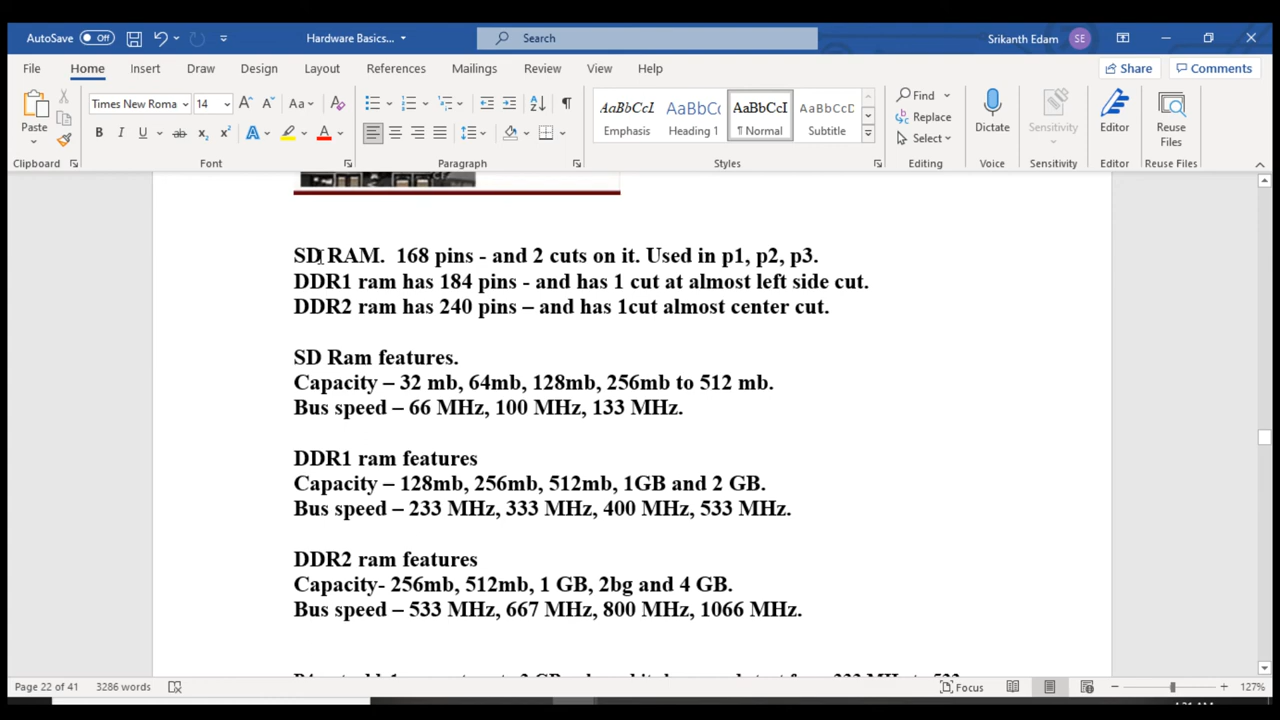 AutoSave Off Hardware Basics... Search Srikanth Edam SE
File Home Insert Draw Design Layout References Mailings Review View Help Share Comments
Times New Roma 14 Aa
Paste B I U ab x₂ x² A A
AaBbCcL AaBbCc AaBbCcI AaBbCcD
Emphasis Heading 1 ¶ Normal Subtitle
Find Replace Select
Dictate Sensitivity Editor Reuse Files
Clipboard Font Paragraph Styles Editing Voice Sensitivity Editor Reuse Files
SD RAM. 168 pins - and 2 cuts on it. Used in p1, p2, p3.
DDR1 ram has 184 pins - and has 1 cut at almost left side cut.
DDR2 ram has 240 pins – and has 1cut almost center cut.
SD Ram features.
Capacity – 32 mb, 64mb, 128mb, 256mb to 512 mb.
Bus speed – 66 MHz, 100 MHz, 133 MHz.
DDR1 ram features
Capacity – 128mb, 256mb, 512mb, 1GB and 2 GB.
Bus speed – 233 MHz, 333 MHz, 400 MHz, 533 MHz.
DDR2 ram features
Capacity- 256mb, 512mb, 1 GB, 2bg and 4 GB.
Bus speed – 533 MHz, 667 MHz, 800 MHz, 1066 MHz.
Page 22 of 41 3286 words Focus 127%